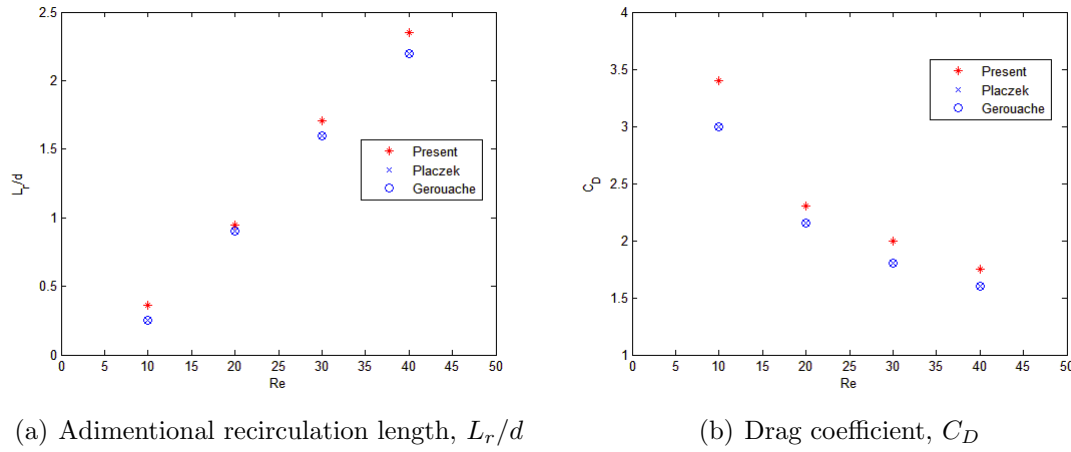 2.5
2
1.5
1
0.5
0
L_r/d
0 5 10 15 20 25 30 35 40 45 50
Re
Present
Placzek
Gerouache
4
3.5
3
2.5
2
1.5
1
C_D
0 5 10 15 20 25 30 35 40 45 50
Re
Present
Placzek
Gerouache
(a) Adimentional recirculation length, L_r/d
(b) Drag coefficient, C_D